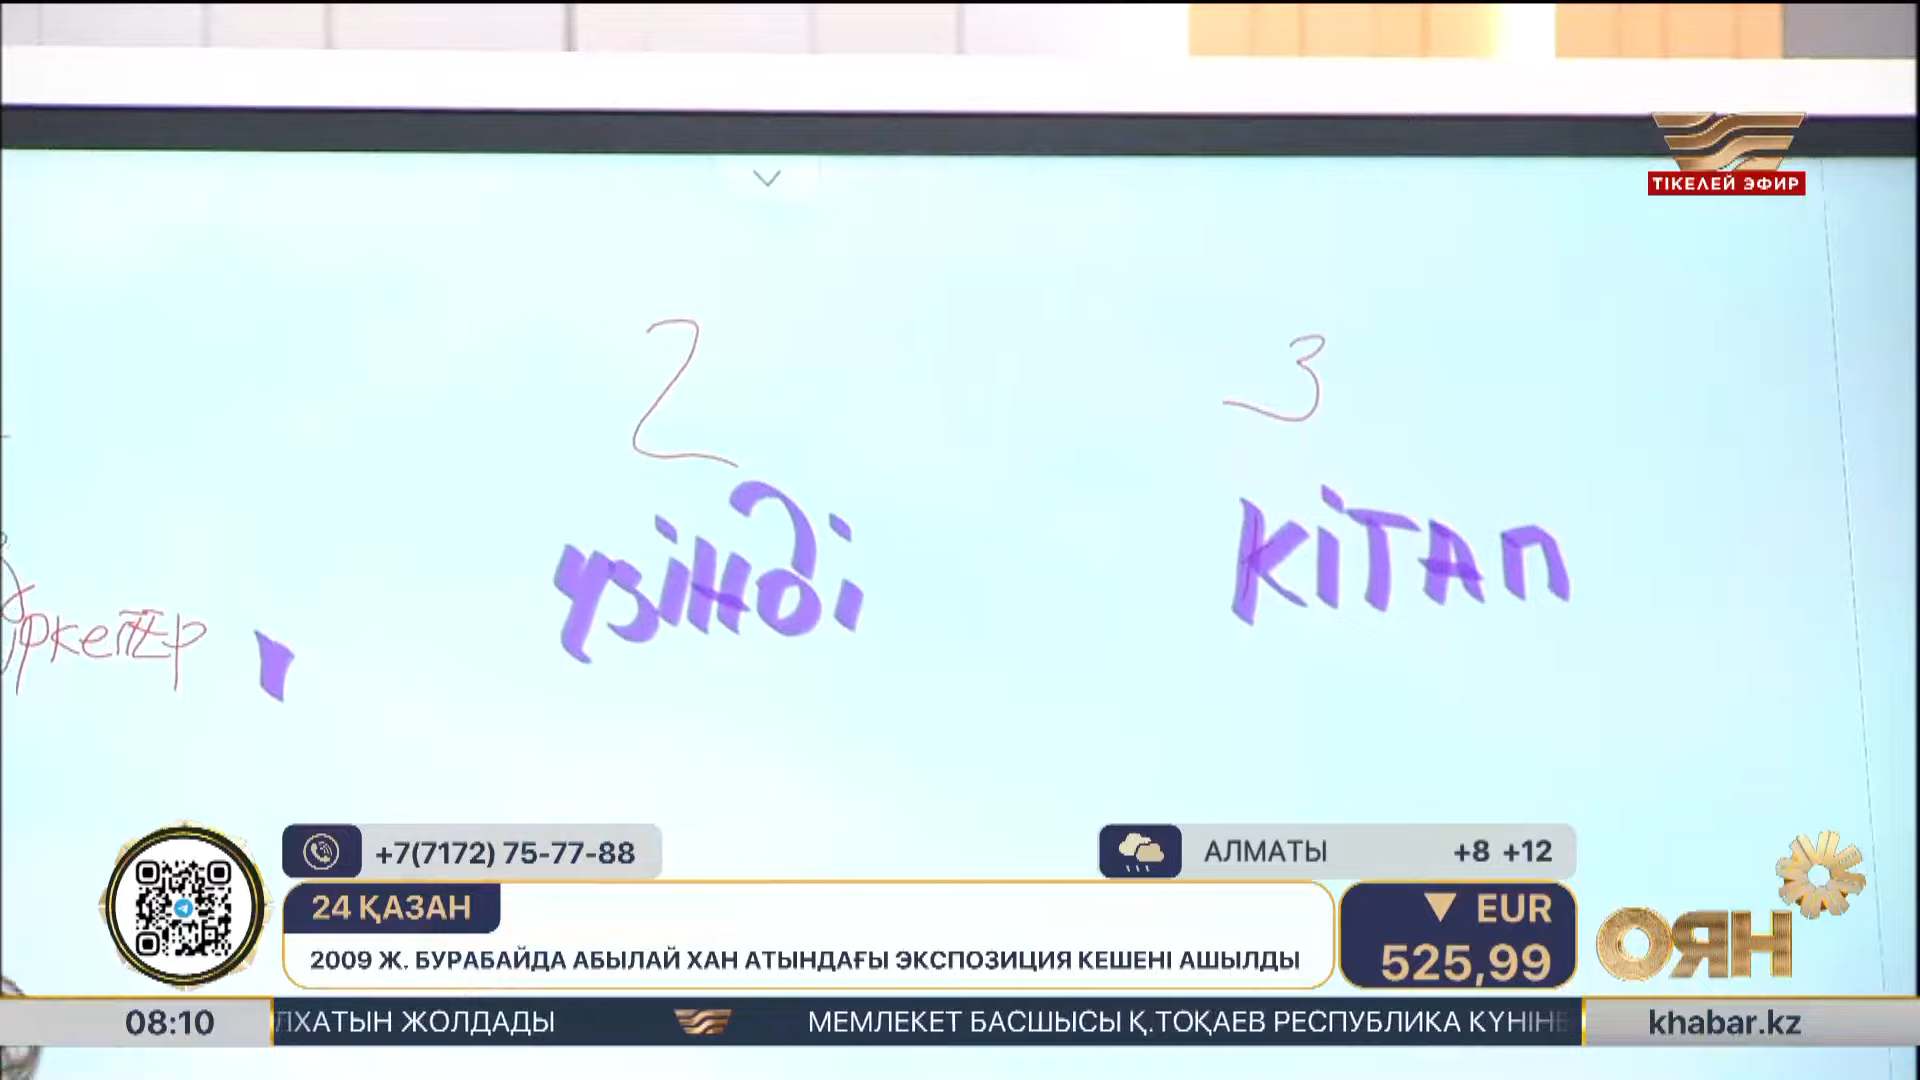 ТІКЕЛЕЙ ЭФИР
2
3
үзінді
КІТАП
+7(7172) 75-77-88
АЛМАТЫ +8 +12
24 ҚАЗАН
2009 Ж. БУРАБАЙДА АБЫЛАЙ ХАН АТЫНДАҒЫ ЭКСПОЗИЦИЯ КЕШЕНІ АШЫЛДЫ
EUR
525,99
ОЯН
08:10
ЛХАТЫН ЖОЛДАДЫ МЕМЛЕКЕТ БАСШЫСЫ Қ.ТОҚАЕВ РЕСПУБЛИКА КҮНІН
khabar.kz